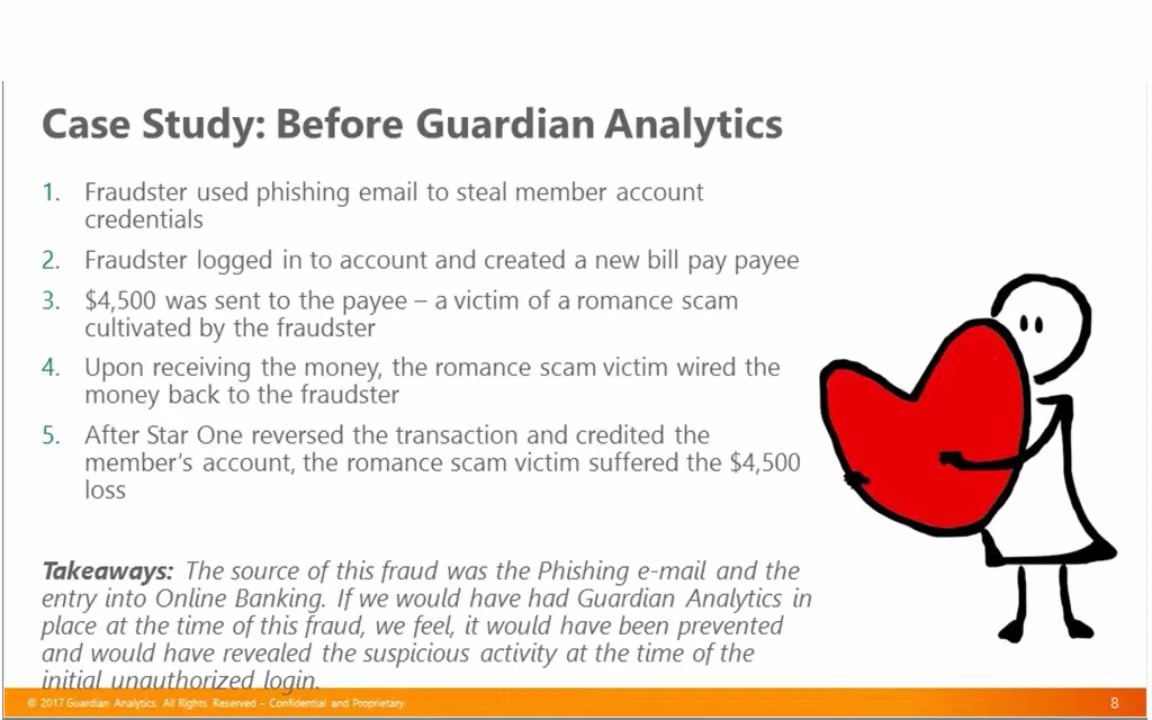 Case Study: Before Guardian Analytics
1. Fraudster used phishing email to steal member account
credentials
2. Fraudster logged in to account and created a new bill pay payee
3. $4,500 was sent to the payee – a victim of a romance scam
cultivated by the fraudster
4. Upon receiving the money, the romance scam victim wired the
money back to the fraudster
5. After Star One reversed the transaction and credited the
member's account, the romance scam victim suffered the $4,500
loss
Takeaways: The source of this fraud was the Phishing e-mail and the
entry into Online Banking. If we would have had Guardian Analytics in
place at the time of this fraud, we feel, it would have been prevented
and would have revealed the suspicious activity at the time of the
initial unauthorized login.
© 2017 Guardian Analytics. All Rights Reserved – Confidential and Proprietary.
8